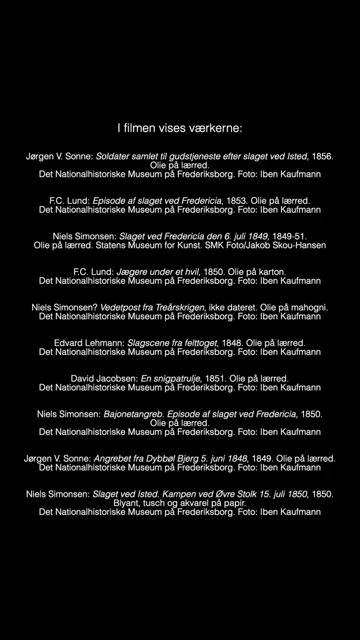 I filmen vises værkerne:
Jørgen V. Sonne: Soldater samlet til gudstjeneste efter slaget ved Isted, 1856.
Olie på lærred.
Det Nationalhistoriske Museum på Frederiksborg. Foto: Iben Kaufmann
F.C. Lund: Episode af slaget ved Fredericia, 1853. Olie på lærred.
Det Nationalhistoriske Museum på Frederiksborg. Foto: Iben Kaufmann
Niels Simonsen: Slaget ved Fredericia den 6. juli 1849, 1849-51.
Olie på lærred. Statens Museum for Kunst. SMK Foto/Jakob Skou-Hansen
F.C. Lund: Jægere under et hvil, 1850. Olie på karton.
Det Nationalhistoriske Museum på Frederiksborg. Foto: Iben Kaufmann
Niels Simonsen? Vedetpost fra Treårskrigen, ikke dateret. Olie på mahogni.
Det Nationalhistoriske Museum på Frederiksborg. Foto: Iben Kaufmann
Edvard Lehmann; Slagscene fra felttoget, 1848. Olie på lærred.
Det Nationalhistoriske Museum på Frederiksborg. Foto: Iben Kaufmann
David Jacobsen: En snigpatrulje, 1851. Olie på lærred.
Det Nationalhistoriske Museum på Frederiksborg. Foto: Iben Kaufmann
Niels Simonsen: Bajonetangreb. Episode af slaget ved Fredericia, 1850.
Olie på lærred.
Det Nationalhistoriske Museum på Frederiksborg. Foto: Iben Kaufmann
Jørgen V. Sonne: Angrebet fra Dybbøl Bjerg 5. juni 1848, 1849. Olie på lærred.
Det Nationalhistoriske Museum på Frederiksborg. Foto: Iben Kaufmann
Niels Simonsen: Slaget ved Isted. Kampen ved Øvre Stolk 15. juli 1850, 1850.
Blyant, tusch og akvarel på papir.
Det Nationalhistoriske Museum på Frederiksborg. Foto: Iben Kaufmann